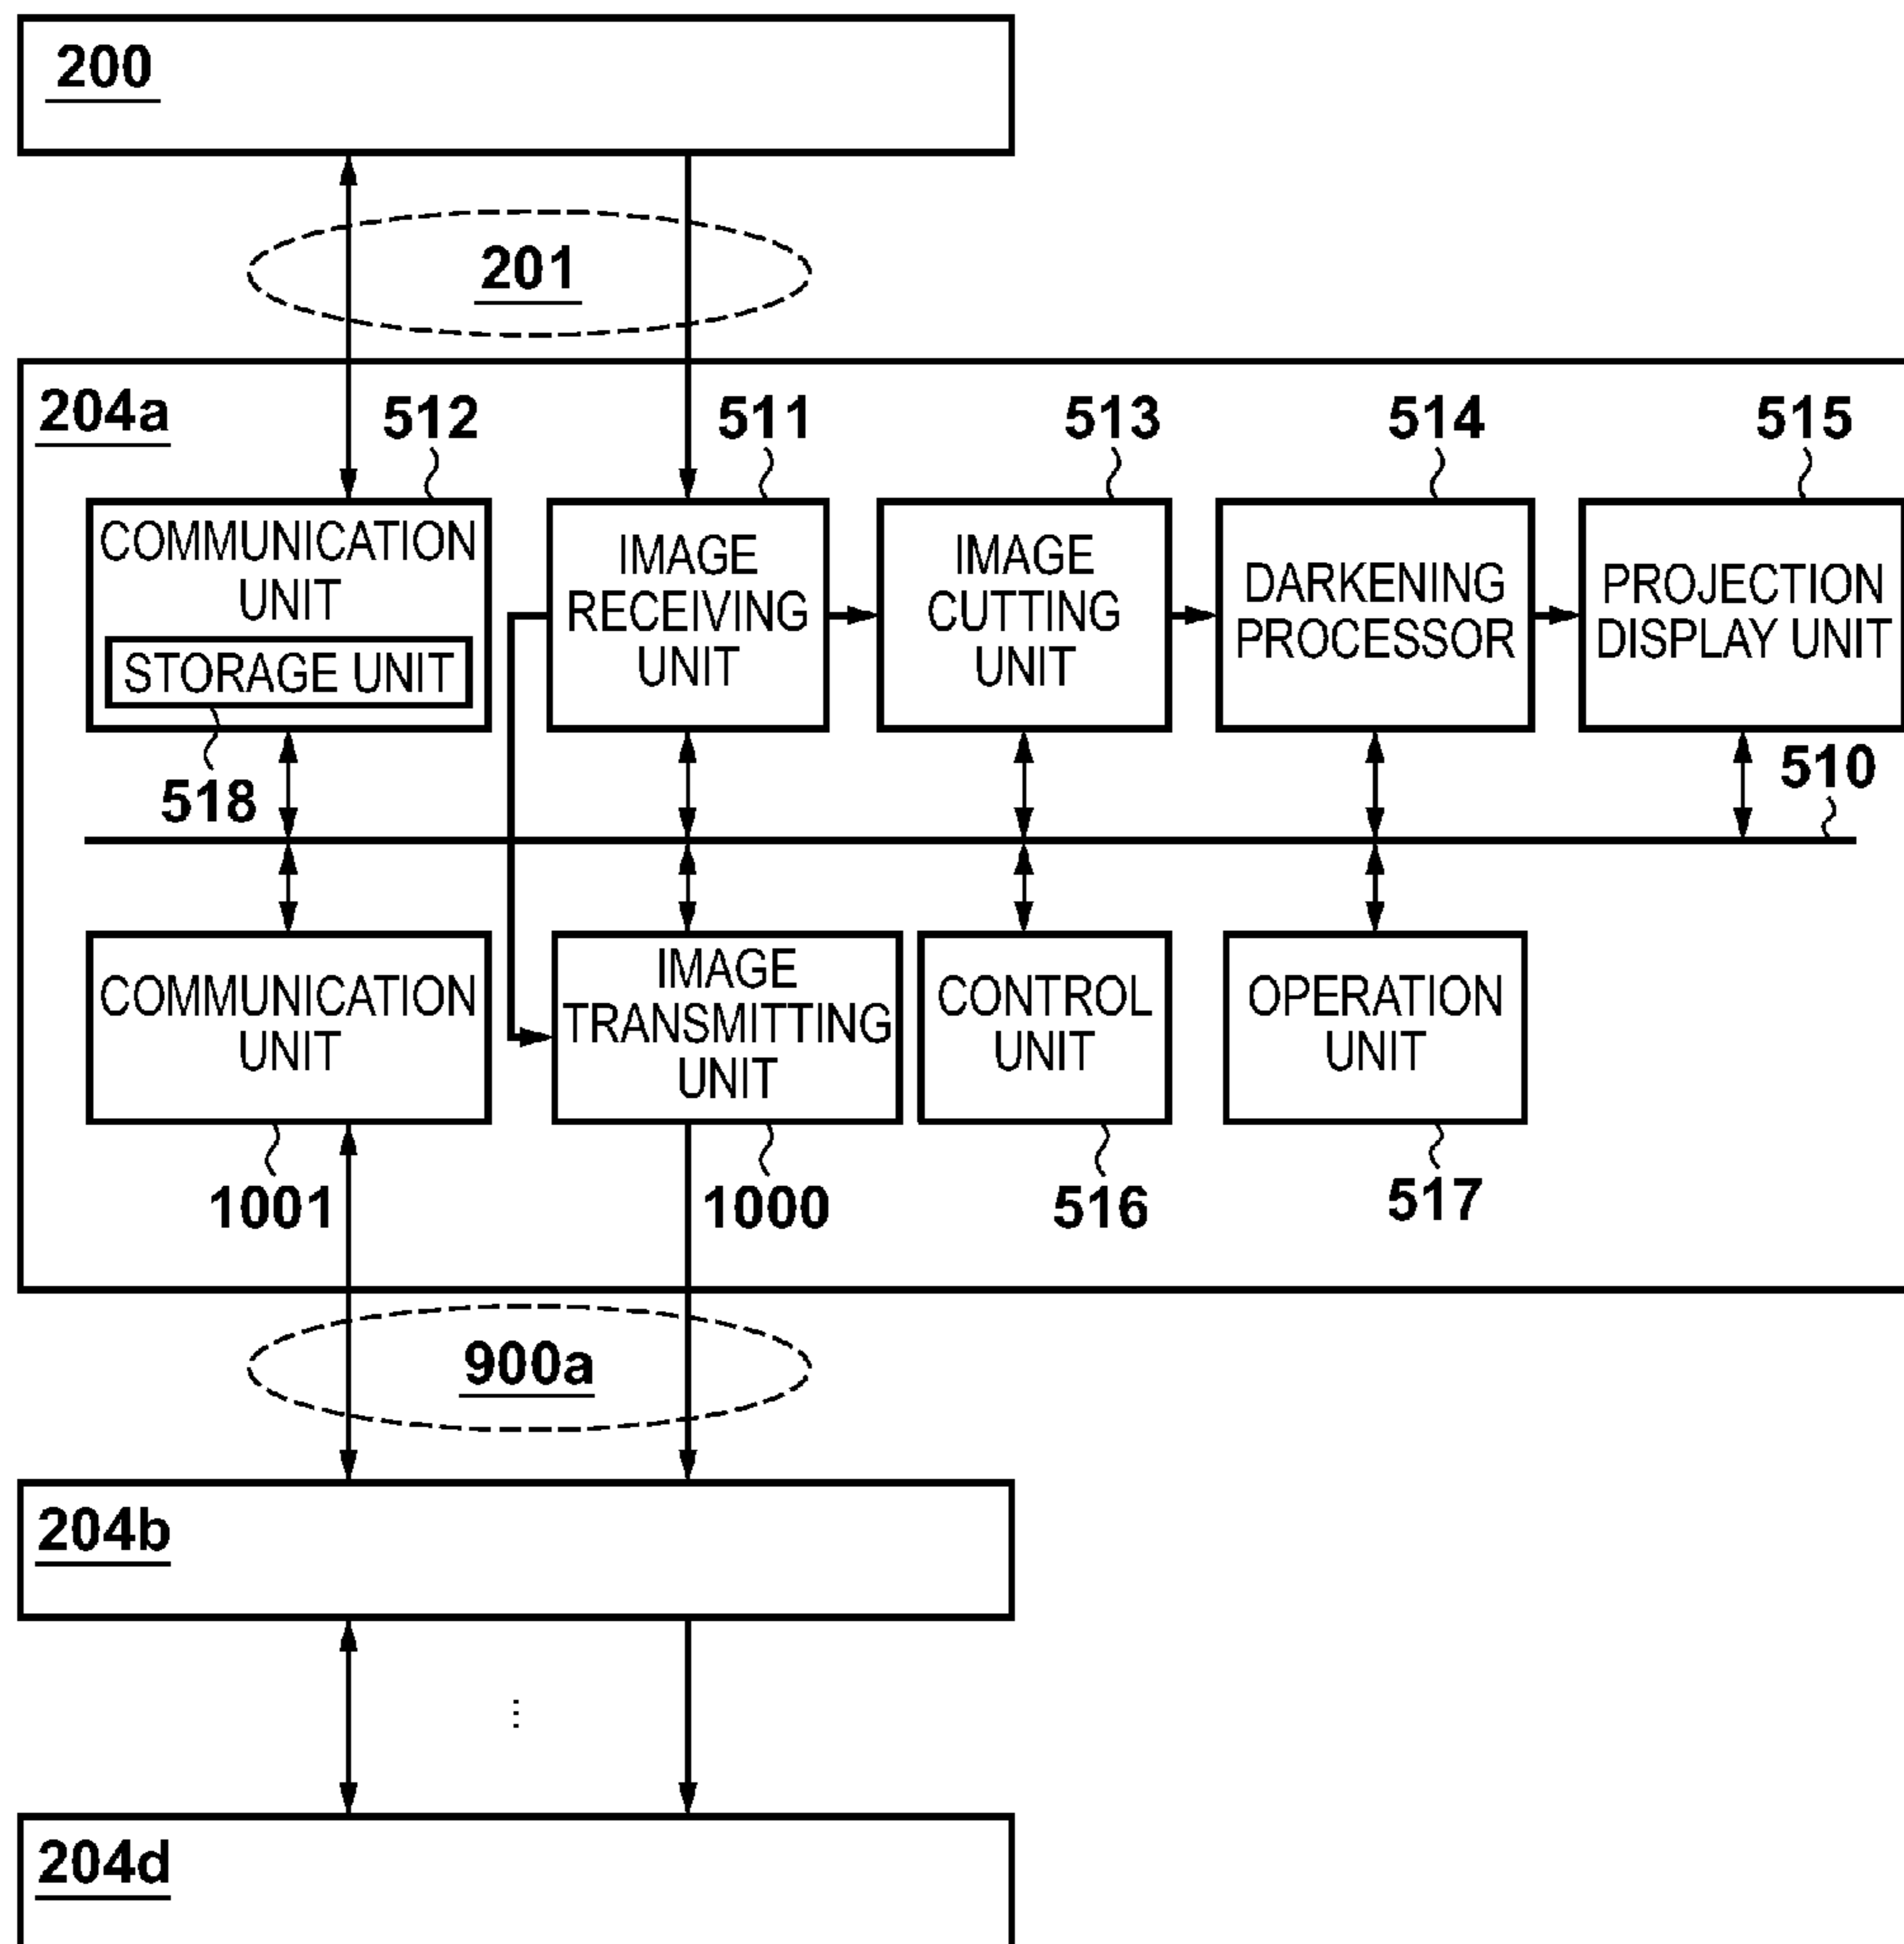 200
201
204a
512
511
513
514
515
COMMUNICATION
UNIT
STORAGE UNIT
IMAGE
RECEIVING
UNIT
IMAGE
CUTTING
UNIT
DARKENING
PROCESSOR
PROJECTION
DISPLAY UNIT
518
510
COMMUNICATION
UNIT
IMAGE
TRANSMITTING
UNIT
CONTROL
UNIT
OPERATION
UNIT
1001
1000
516
517
900a
204b
...
204d